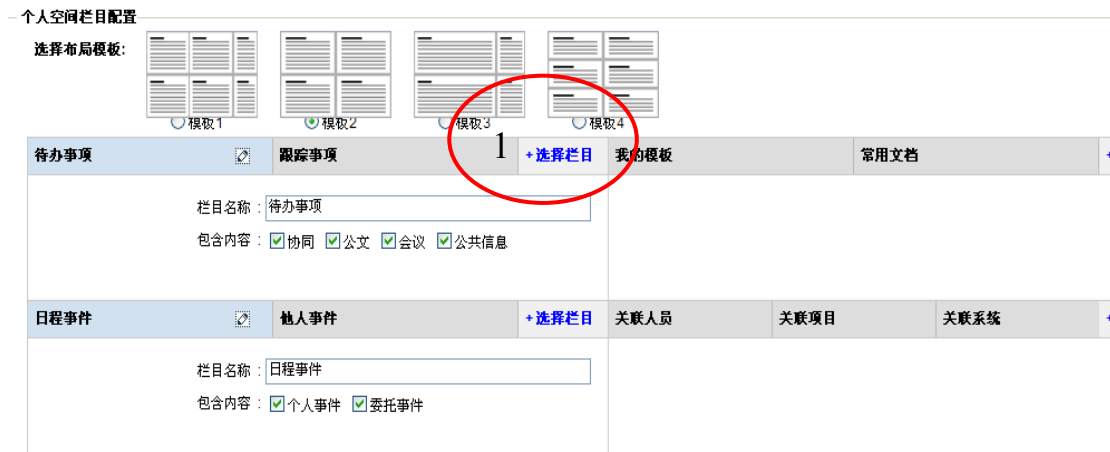 个人空间栏目配置
选择布局模板:
模板1 模板2 模板3 模板4
待办事项 跟踪事项 1 +选择栏目 我的模板 常用文档 +
栏目名称 : 待办事项
包含内容 : 协同 公文 会议 公共信息
日程事件 他人事件 +选择栏目 关联人员 关联项目 关联系统 +
栏目名称 : 日程事件
包含内容 : 个人事件 委托事件